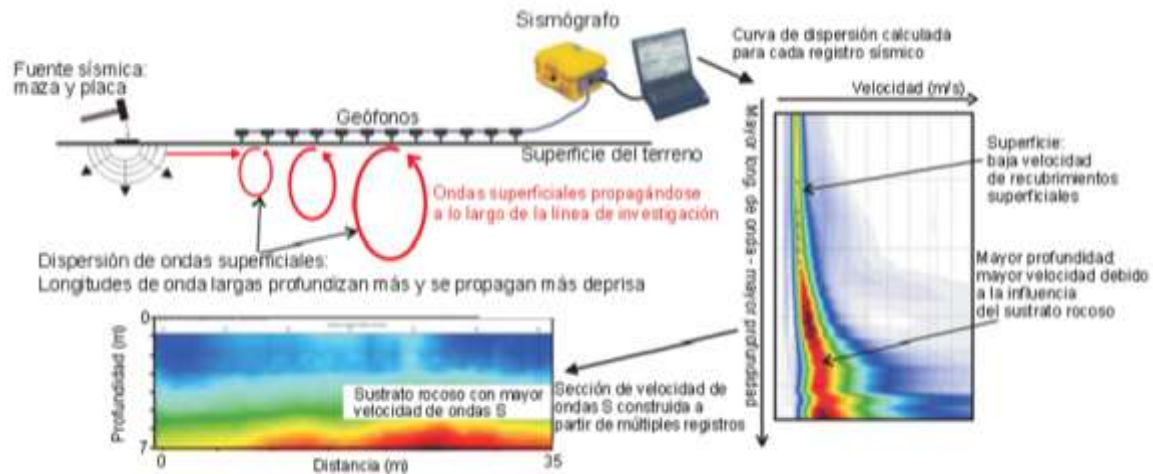 Sismógrafo
Fuente sísmica:
maza y placa
Geófonos
Superficie del terreno
Ondas superficiales propagándose
a lo largo de la línea de investigación
Dispersión de ondas superficiales:
Longitudes de onda largas profundizan más y se propagan más deprisa
Curva de dispersión calculada
para cada registro sísmico
Velocidad (m/s)
Mayor long. de onda - mayor profundidad
Superficie:
baja velocidad
de recubrimientos
superficiales
Mayor profundidad:
mayor velocidad debido
a la influencia
del sustrato rocoso
Sección de velocidad de
ondas S construida a
partir de múltiples registros
0
Profundidad (m)
7
Sustrato rocoso con mayor
velocidad de ondas S
0
Distancia (m)
35